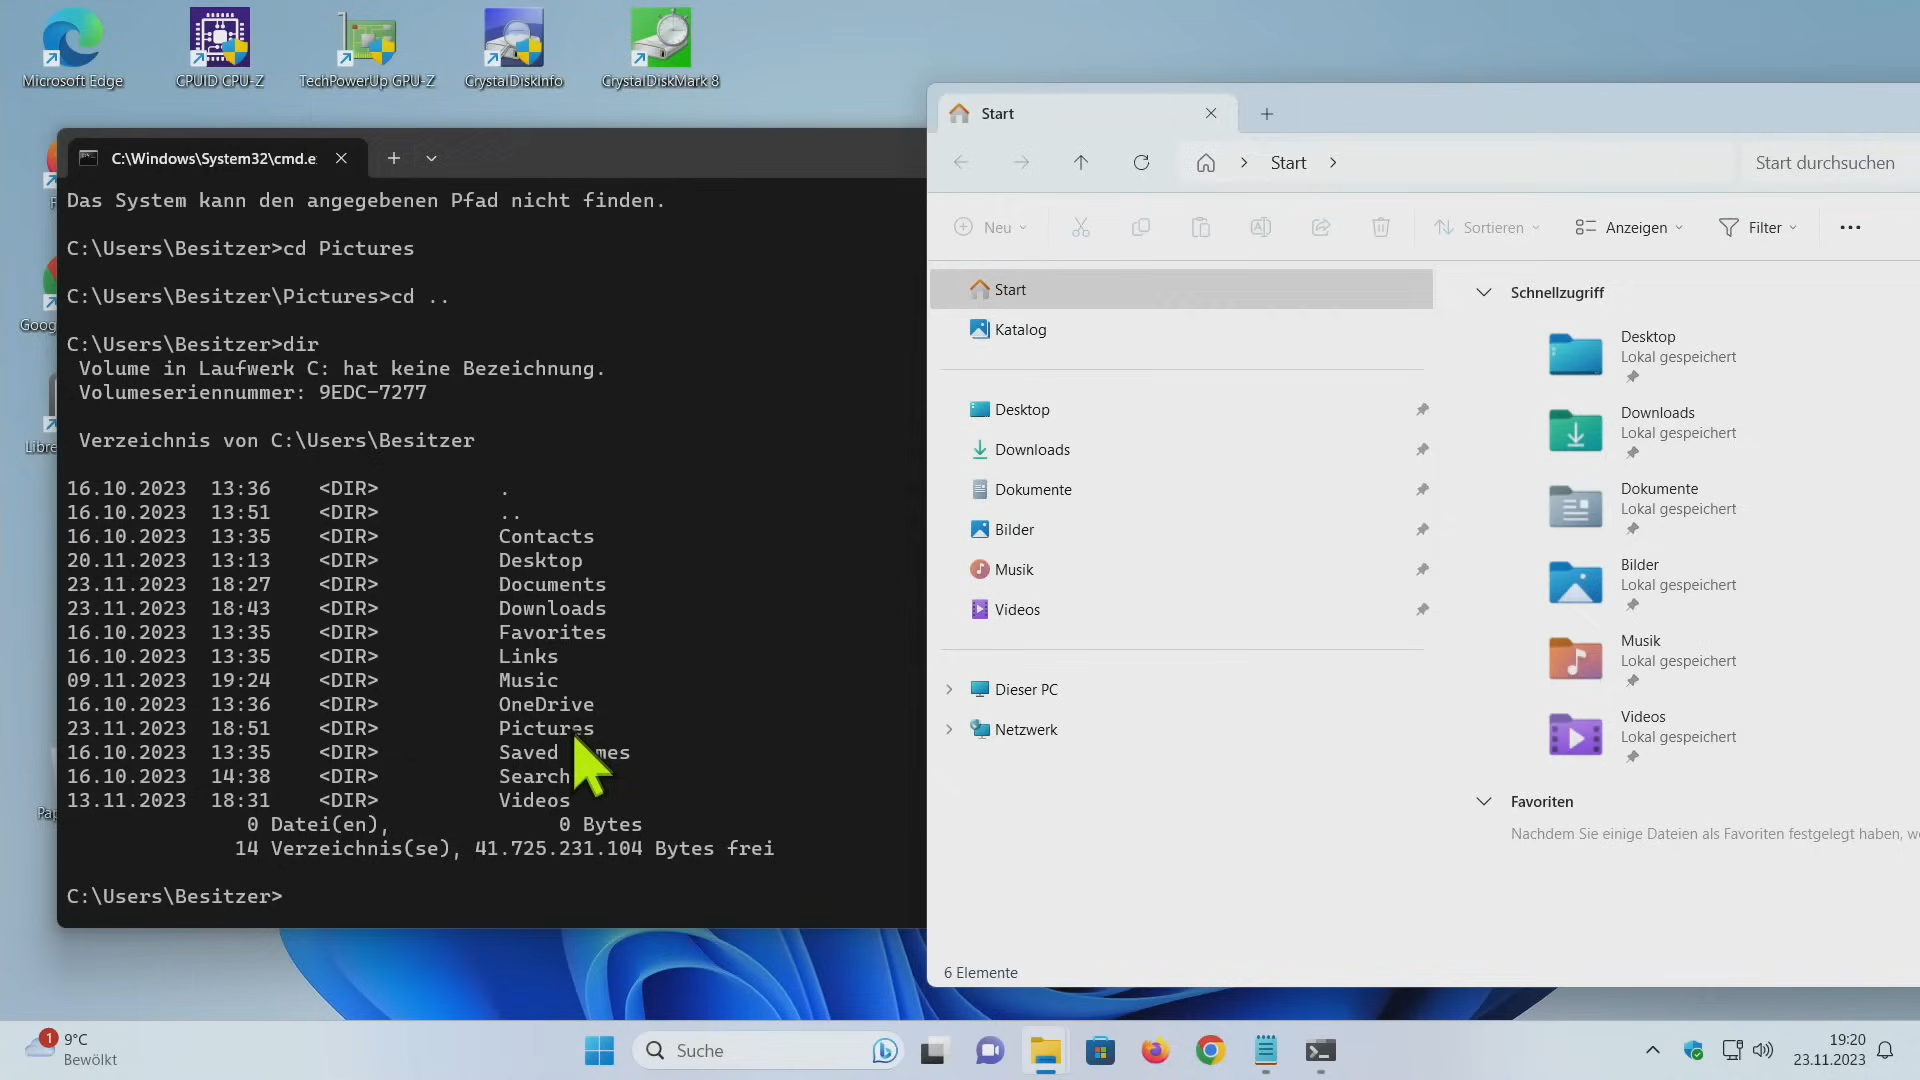 Microsoft Edge
CPUID CPU-Z
TechPowerUp GPU-Z
CrystalDiskInfo
CrystalDiskMark 8
C:\Windows\System32\cmd.e
Das System kann den angegebenen Pfad nicht finden.
C:\Users\Besitzer>cd Pictures
C:\Users\Besitzer\Pictures>cd ..
C:\Users\Besitzer>dir
Volume in Laufwerk C: hat keine Bezeichnung.
Volumeseriennummer: 9EDC-7277
Verzeichnis von C:\Users\Besitzer
16.10.2023 13:36 <DIR> .
16.10.2023 13:51 <DIR> ..
16.10.2023 13:35 <DIR> Contacts
20.11.2023 13:13 <DIR> Desktop
23.11.2023 18:27 <DIR> Documents
23.11.2023 18:43 <DIR> Downloads
16.10.2023 13:35 <DIR> Favorites
16.10.2023 13:35 <DIR> Links
09.11.2023 19:24 <DIR> Music
16.10.2023 13:36 <DIR> OneDrive
23.11.2023 18:51 <DIR> Pictures
16.10.2023 13:35 <DIR> Saved
16.10.2023 14:38 <DIR> Search
13.11.2023 18:31 <DIR> Videos
0 Datei(en), 0 Bytes
14 Verzeichnis(se), 41.725.231.104 Bytes frei
C:\Users\Besitzer>
Start
Start
Start durchsuchen
Neu
Sortieren
Anzeigen
Filter
Start
Katalog
Desktop
Downloads
Dokumente
Bilder
Musik
Videos
Dieser PC
Netzwerk
Schnellzugriff
Desktop
Lokal gespeichert
Downloads
Lokal gespeichert
Dokumente
Lokal gespeichert
Bilder
Lokal gespeichert
Musik
Lokal gespeichert
Videos
Lokal gespeichert
Favoriten
Nachdem Sie einige Dateien als Favoriten festgelegt haben, we
6 Elemente
1
9°C
Bewölkt
Suche
19:20
23.11.2023